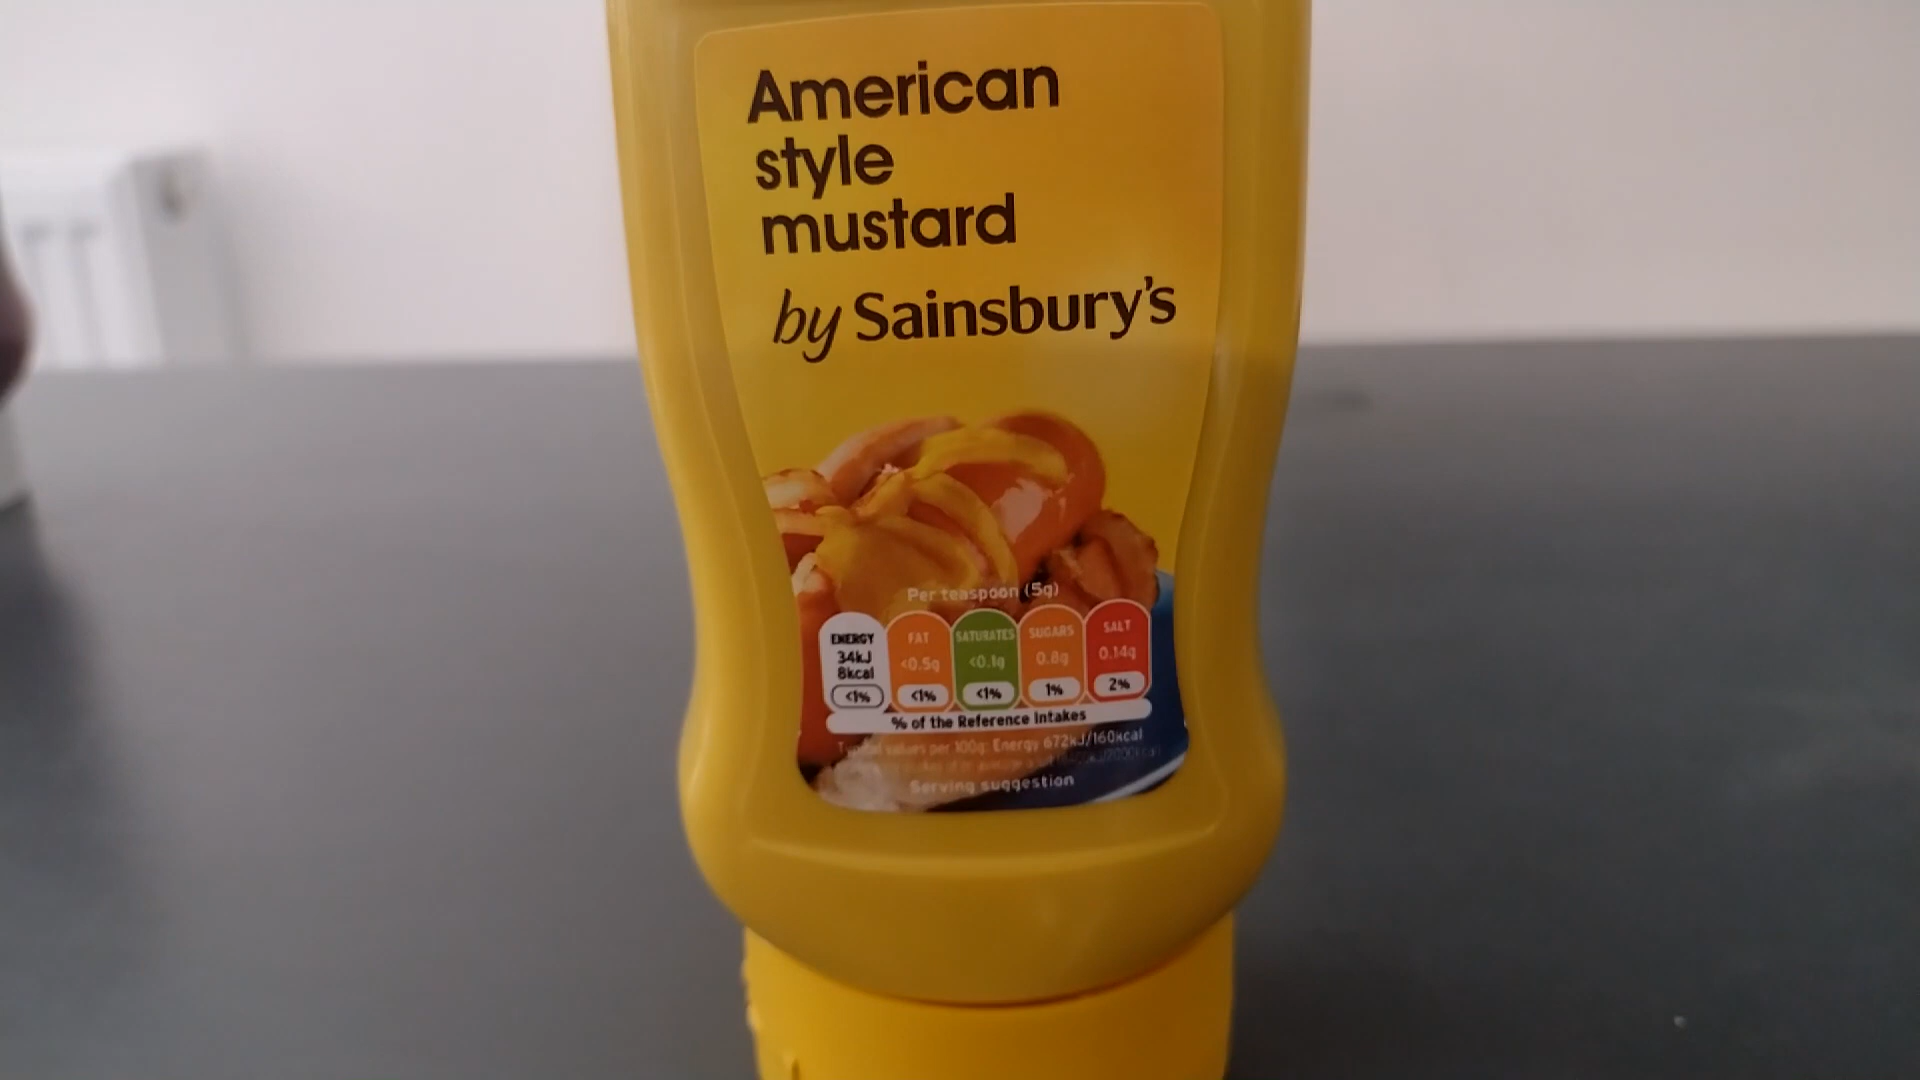 American
style
mustard
by Sainsbury's
Per teaspoon (5g)
ENERGY FAT SATURATES SUGARS SALT
34kJ <0.5g <0.1g 0.8g 0.14g
8kcal
<1% <1% <1% 1% 2%
% of the Reference Intakes
Typical values per 100g: Energy 672kJ/160kcal
Serving suggestion